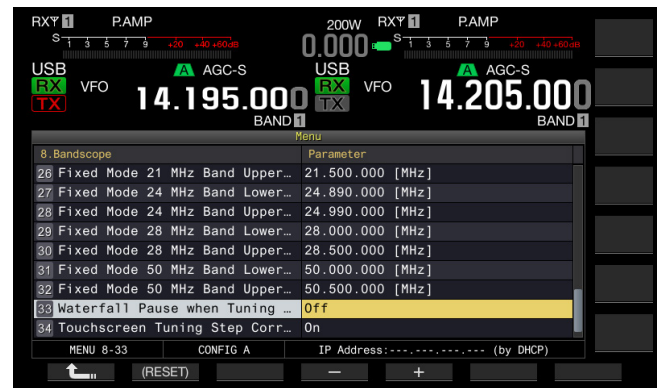 RX 1 P.AMP 200W RX 1 P.AMP
S 1 3 5 7 9 +20 +40 +60dB 0.000 S 1 3 5 7 9 +20 +40 +60dB
USB A AGC-S USB A AGC-S
RX VFO 14.195.000 RX VFO 14.205.000
TX TX
BAND 1 BAND 1
Menu
8.Bandscope Parameter
26 Fixed Mode 21 MHz Band Upper… 21.500.000 [MHz]
27 Fixed Mode 24 MHz Band Lower… 24.890.000 [MHz]
28 Fixed Mode 24 MHz Band Upper… 24.990.000 [MHz]
29 Fixed Mode 28 MHz Band Lower… 28.000.000 [MHz]
30 Fixed Mode 28 MHz Band Upper… 28.500.000 [MHz]
31 Fixed Mode 50 MHz Band Lower… 50.000.000 [MHz]
32 Fixed Mode 50 MHz Band Upper… 50.500.000 [MHz]
33 Waterfall Pause when Tuning … Off
34 Touchscreen Tuning Step Corr… On
MENU 8-33 CONFIG A IP Address:---.---.---.--- (by DHCP)
(RESET) − +